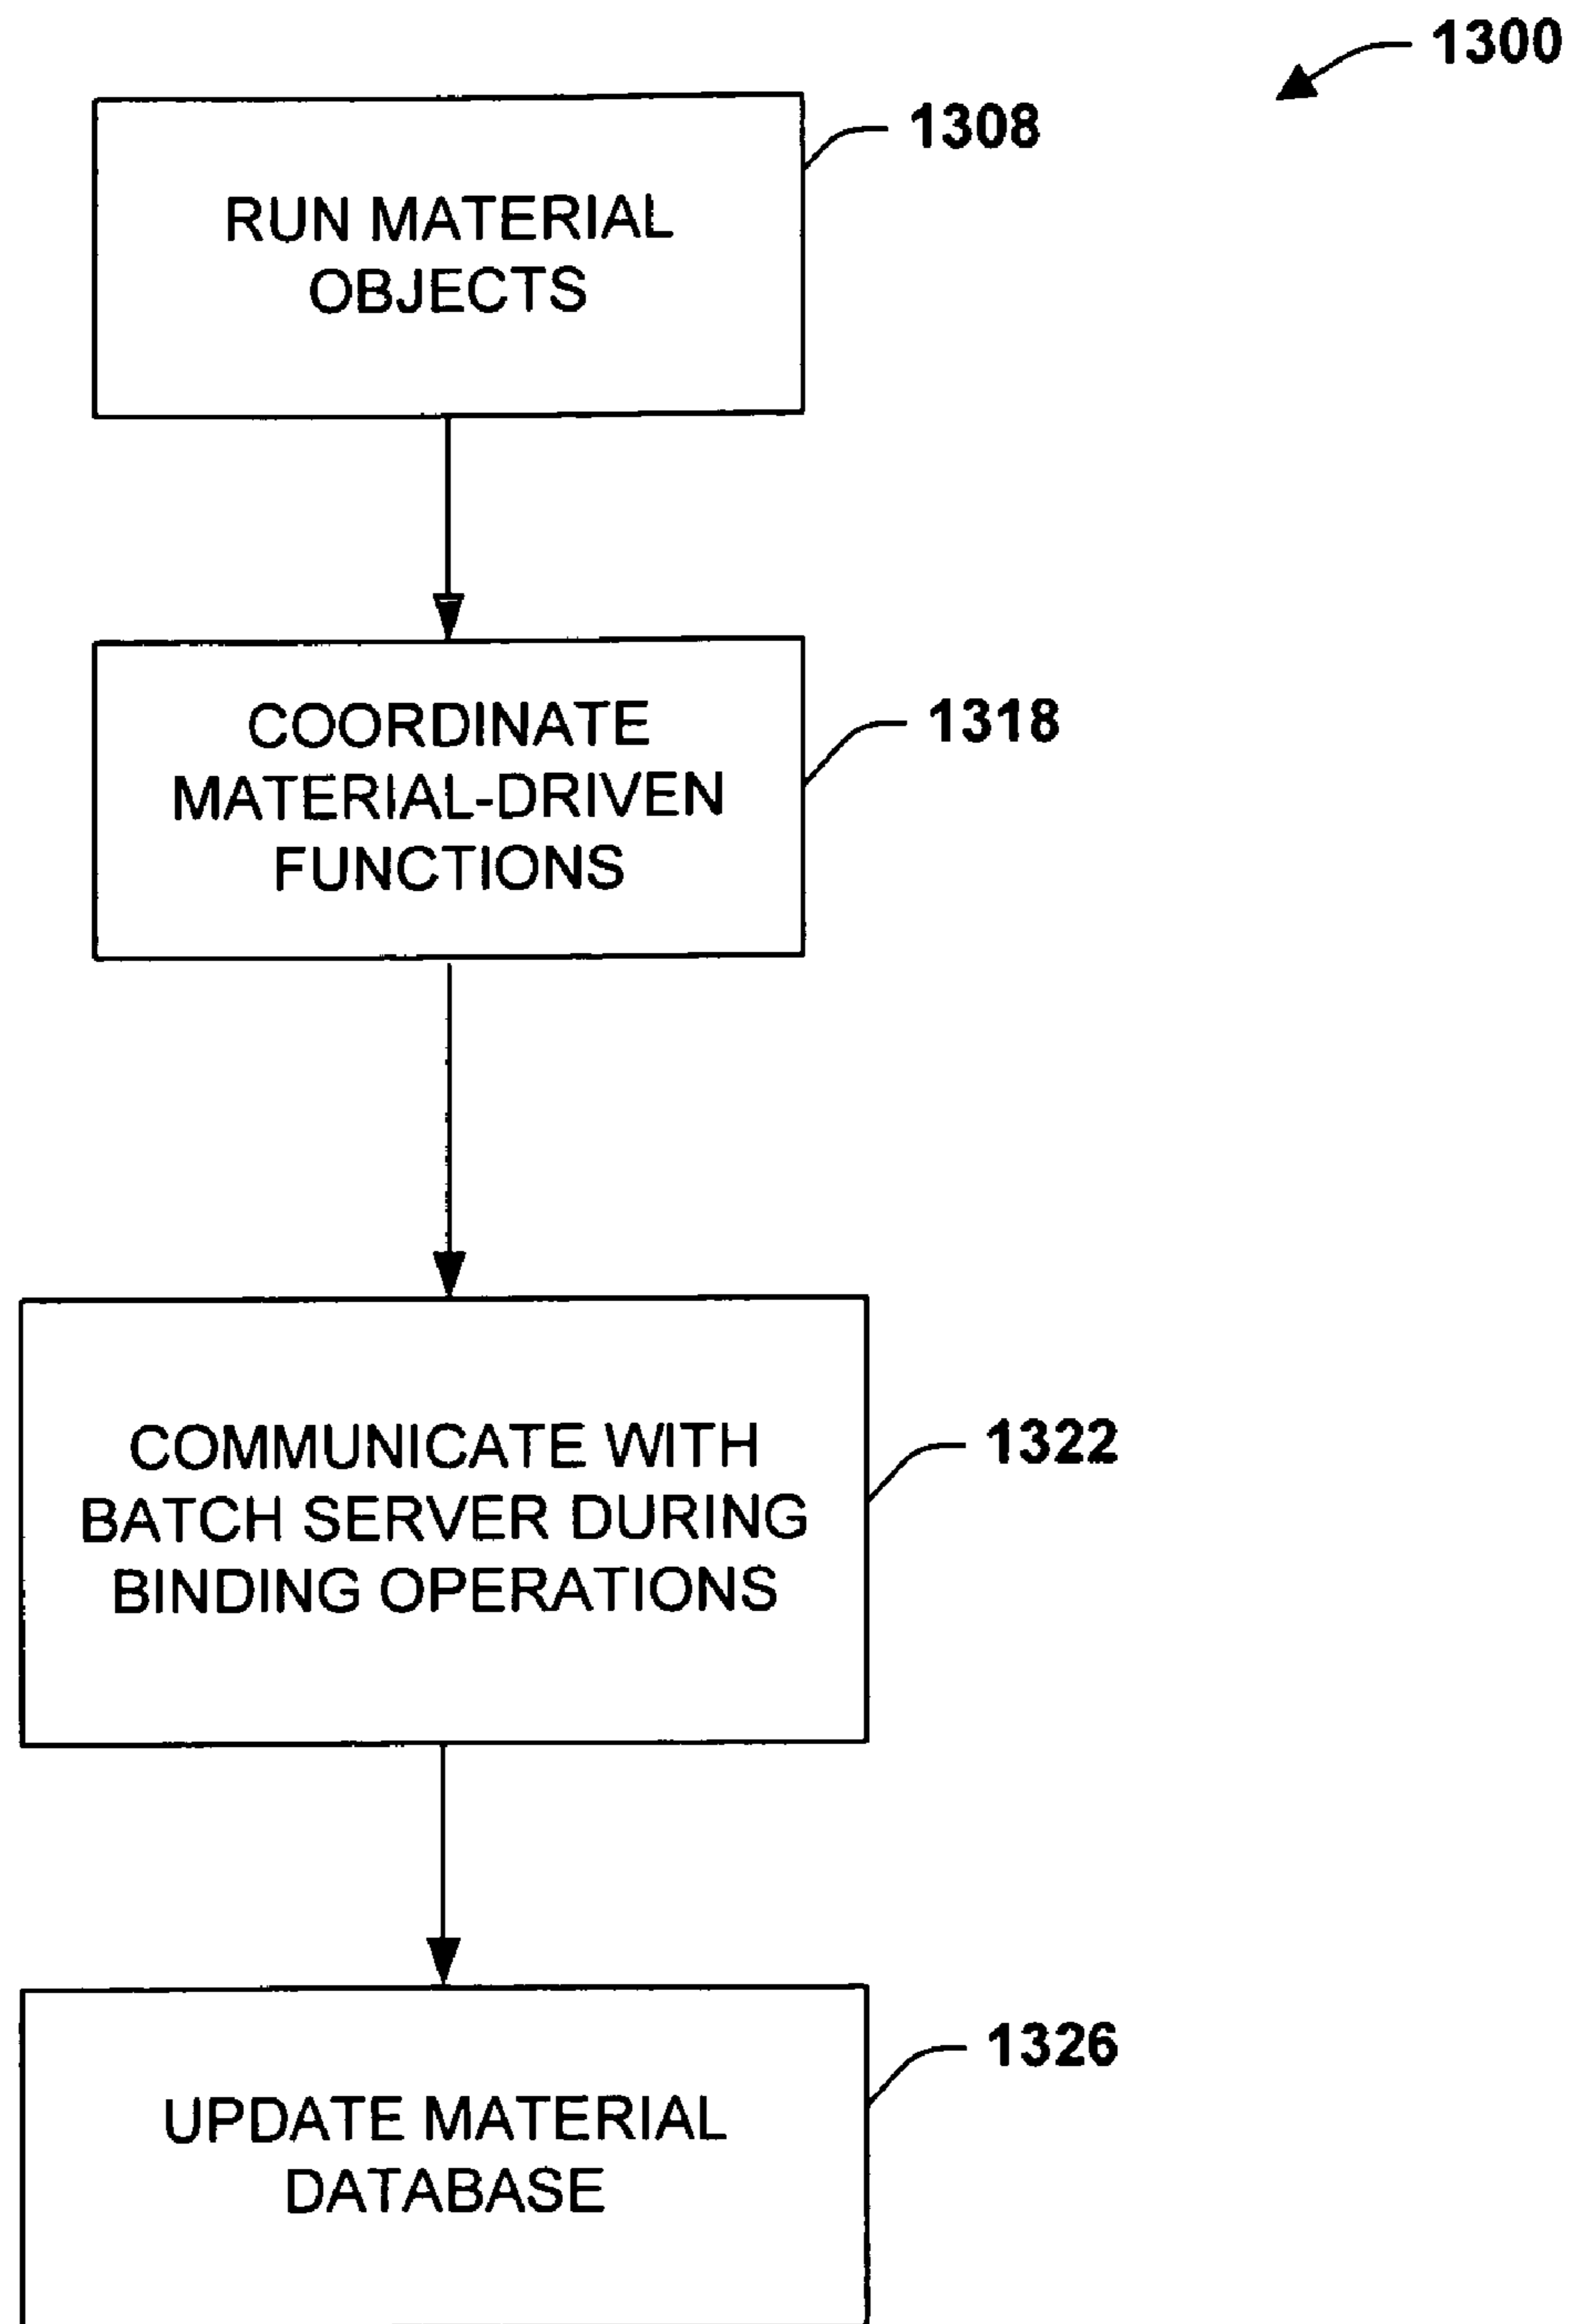 1300
1308
RUN MATERIAL
OBJECTS
1318
COORDINATE
MATERIAL-DRIVEN
FUNCTIONS
1322
COMMUNICATE WITH
BATCH SERVER DURING
BINDING OPERATIONS
1326
UPDATE MATERIAL
DATABASE